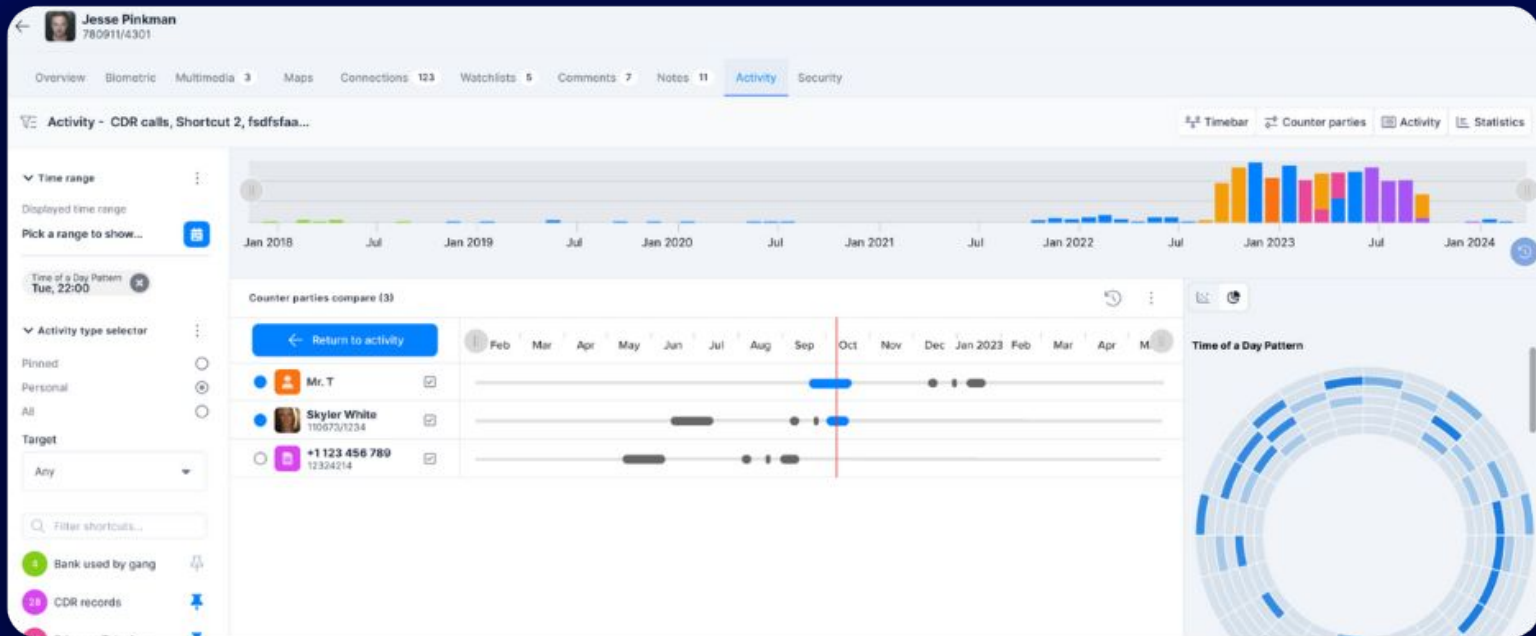 Jesse Pinkman
780911/4301
Overview Biometric Multimedia 3 Maps Connections 123 Watchlists 5 Comments 7 Notes 11 Activity Security
Activity - CDR calls, Shortcut 2, fsdfsfaa...
Timebar Counter parties Activity Statistics
Time range
Displayed time range
Pick a range to show...
Time of a Day Pattern
Tue, 22:00
Activity type selector
Pinned
Personal
All
Target
Any
Filter shortcuts...
4 Bank used by gang
28 CDR records
Jan 2018 Jul Jan 2019 Jul Jan 2020 Jul Jan 2021 Jul Jan 2022 Jul Jan 2023 Jul Jan 2024
Counter parties compare (3)
Return to activity
Feb Mar Apr May Jun Jul Aug Sep Oct Nov Dec Jan 2023 Feb Mar Apr M
Mr. T
Skyler White
110673/1234
+1 123 456 789
12324214
Time of a Day Pattern